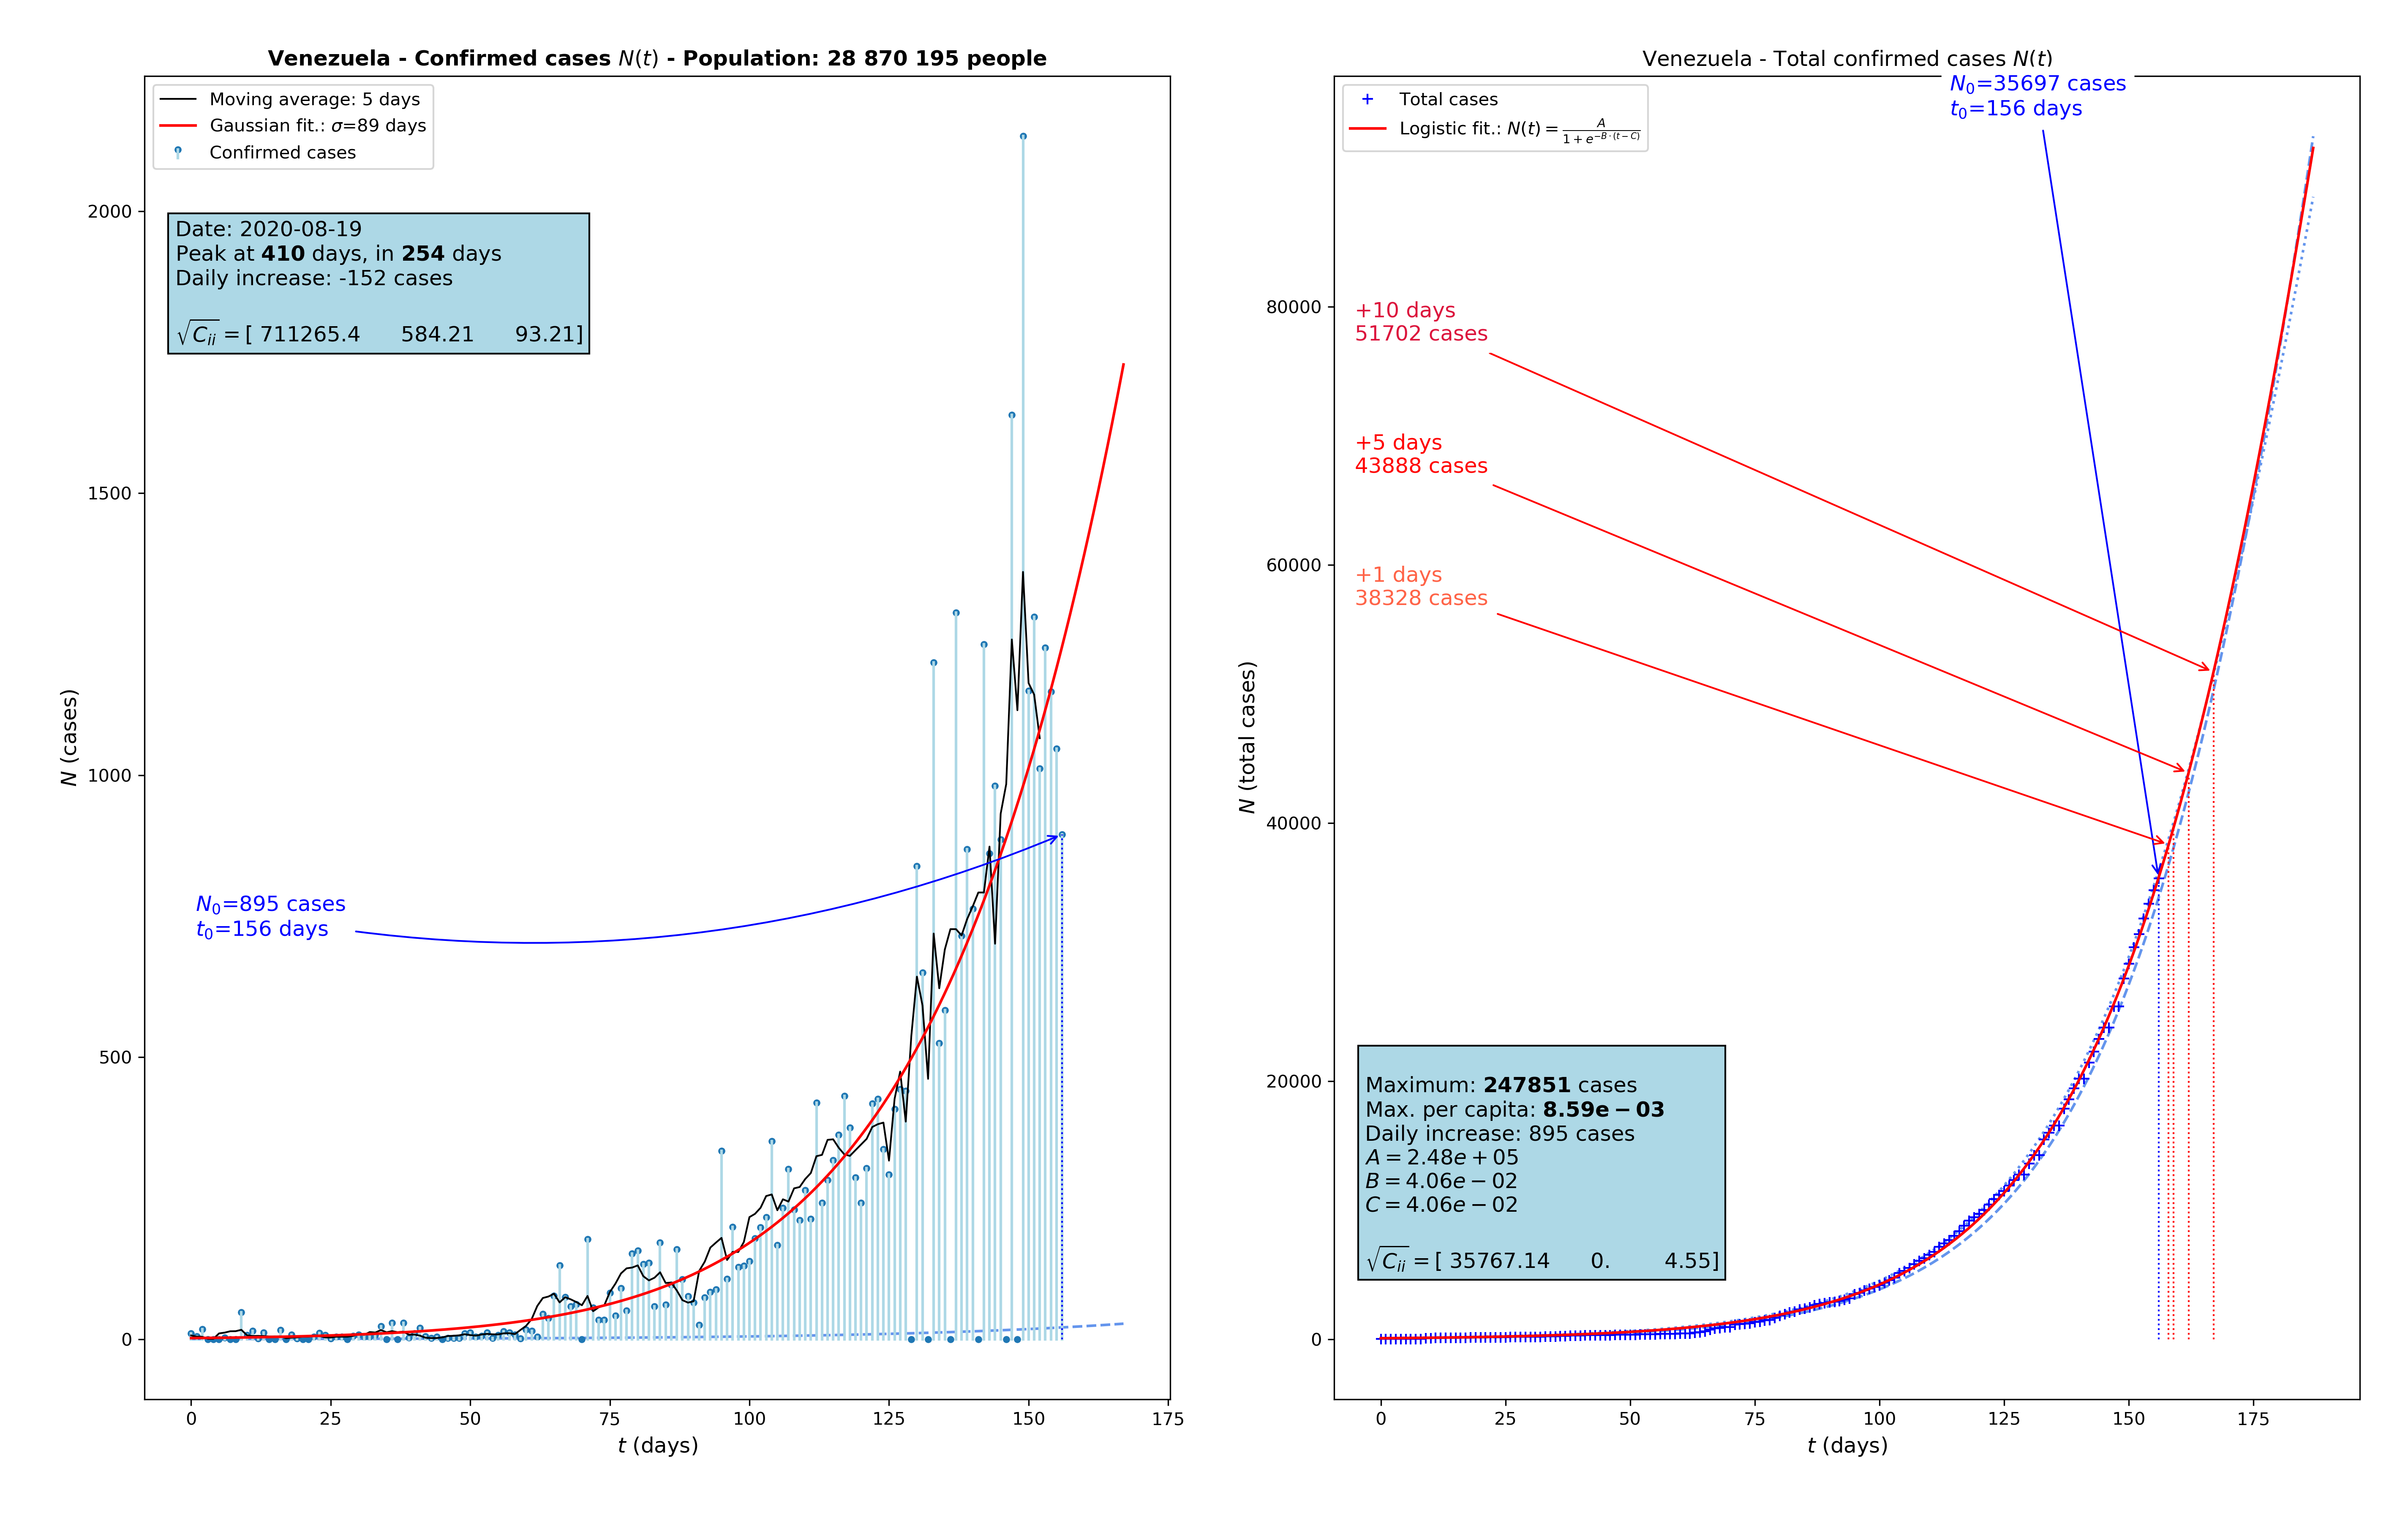 Venezuela - Confirmed cases N(t) - Population: 28 870 195 people
Moving average: 5 days
Gaussian fit.: σ=89 days
Confirmed cases
Date: 2020-08-19
Peak at 410 days, in 254 days
Daily increase: -152 cases
√C_ii = [ 711265.4 584.21 93.21]
N_0=895 cases
t_0=156 days
N (cases)
2000
1500
1000
500
0
0 25 50 75 100 125 150 175
t (days)
Venezuela - Total confirmed cases N(t)
Total cases
Logistic fit.: N(t) = A / (1 + e^{-B·(t-C)})
N_0=35697 cases
t_0=156 days
+10 days
51702 cases
+5 days
43888 cases
+1 days
38328 cases
Maximum: 247851 cases
Max. per capita: 8.59e − 03
Daily increase: 895 cases
A = 2.48e + 05
B = 4.06e − 02
C = 4.06e − 02
√C_ii = [ 35767.14 0. 4.55]
N (total cases)
80000
60000
40000
20000
0
0 25 50 75 100 125 150 175
t (days)